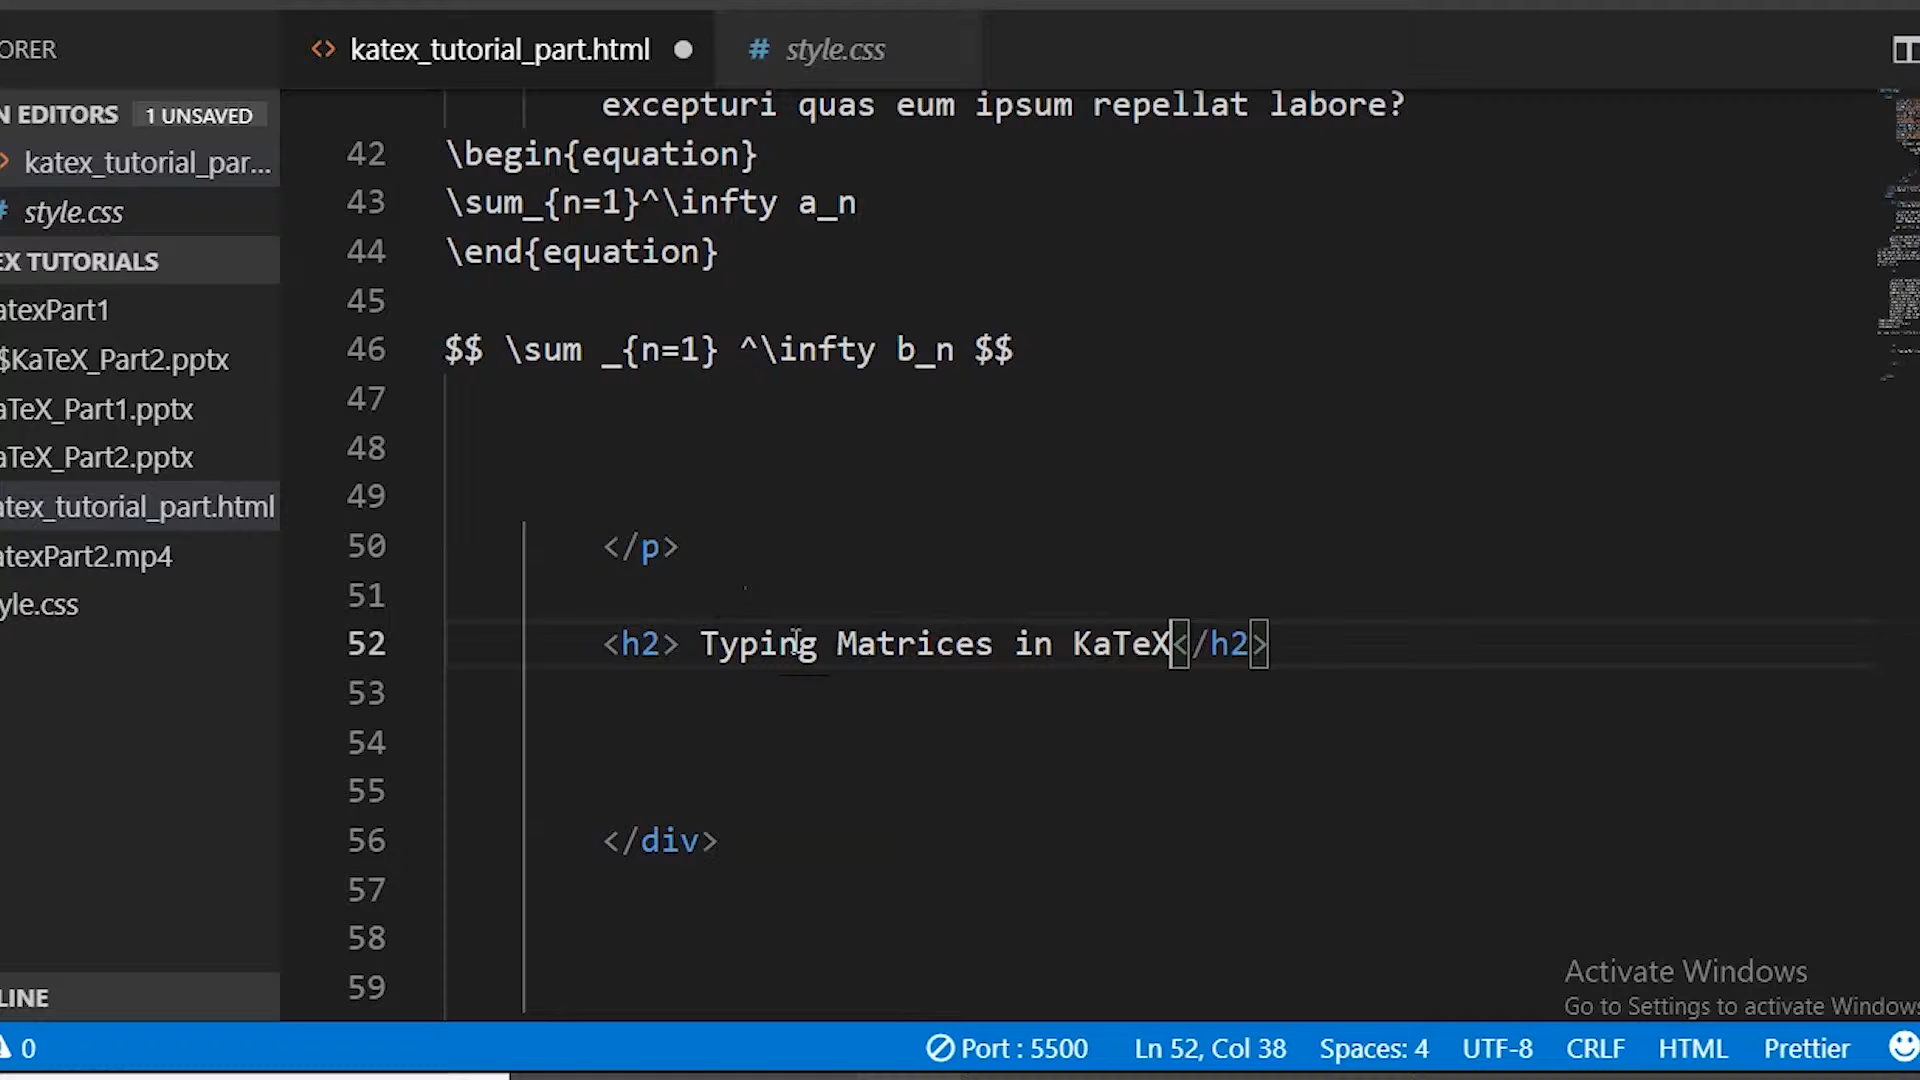 ORER
katex_tutorial_part.html
# style.css
N EDITORS 1 UNSAVED
katex_tutorial_par...
# style.css
EX TUTORIALS
atexPart1
$KaTeX_Part2.pptx
aTeX_Part1.pptx
aTeX_Part2.pptx
atex_tutorial_part.html
atexPart2.mp4
yle.css
LINE
excepturi quas eum ipsum repellat labore?
42 \begin{equation}
43 \sum_{n=1}^\infty a_n
44 \end{equation}
45
46 $$ \sum _{n=1} ^\infty b_n $$
47
48
49
50 </p>
51
52 <h2> Typing Matrices in KaTeX</h2>
53
54
55
56 </div>
57
58
59
Activate Windows
Go to Settings to activate Windows
0 Port : 5500 Ln 52, Col 38 Spaces: 4 UTF-8 CRLF HTML Prettier